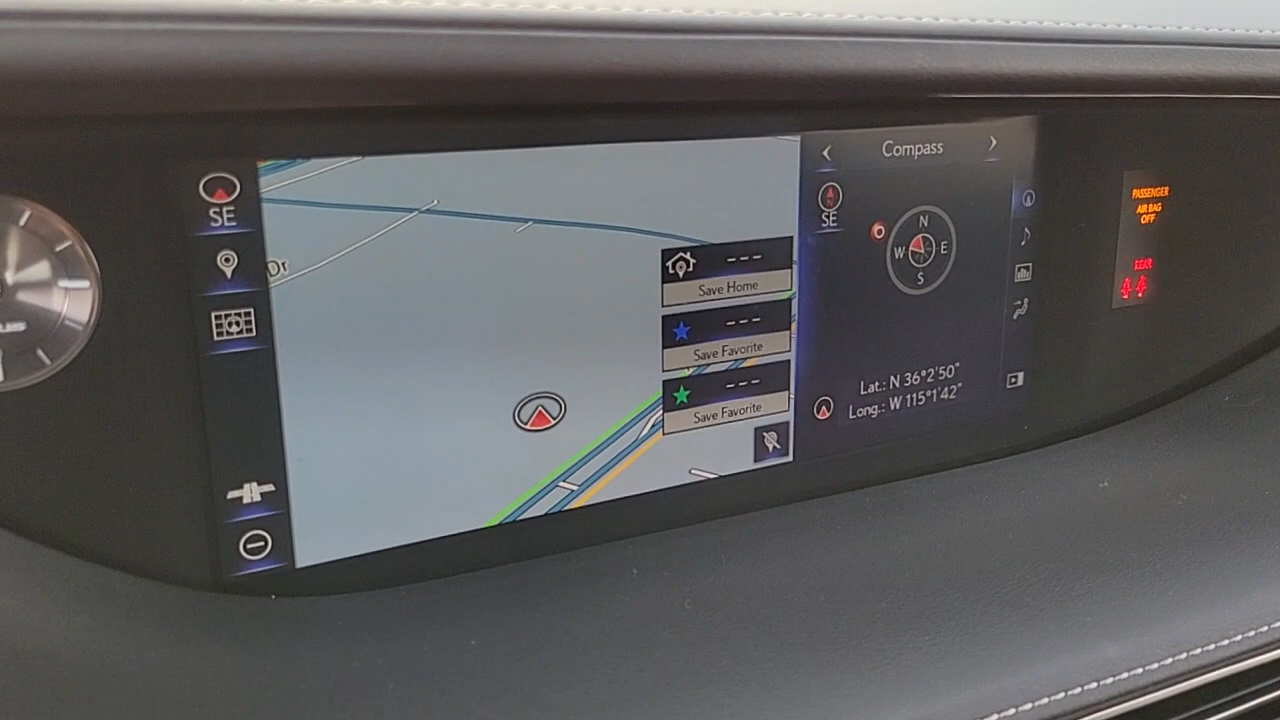 SE
Dr
- - -
Save Home
- - -
Save Favorite
- - -
Save Favorite
Compass
N
SE
N
W E
S
Lat.: N 36°2'50"
Long.: W 115°1'42"
PASSENGER
AIR BAG
OFF
REAR